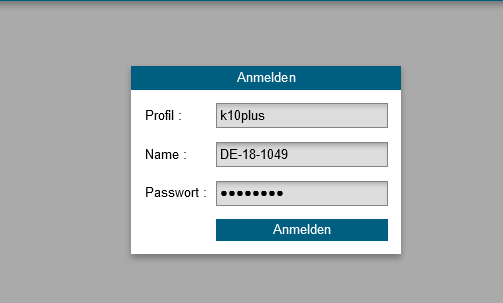 Anmelden
Profil : k10plus
Name : DE-18-1049
Passwort : ●●●●●●●●
Anmelden